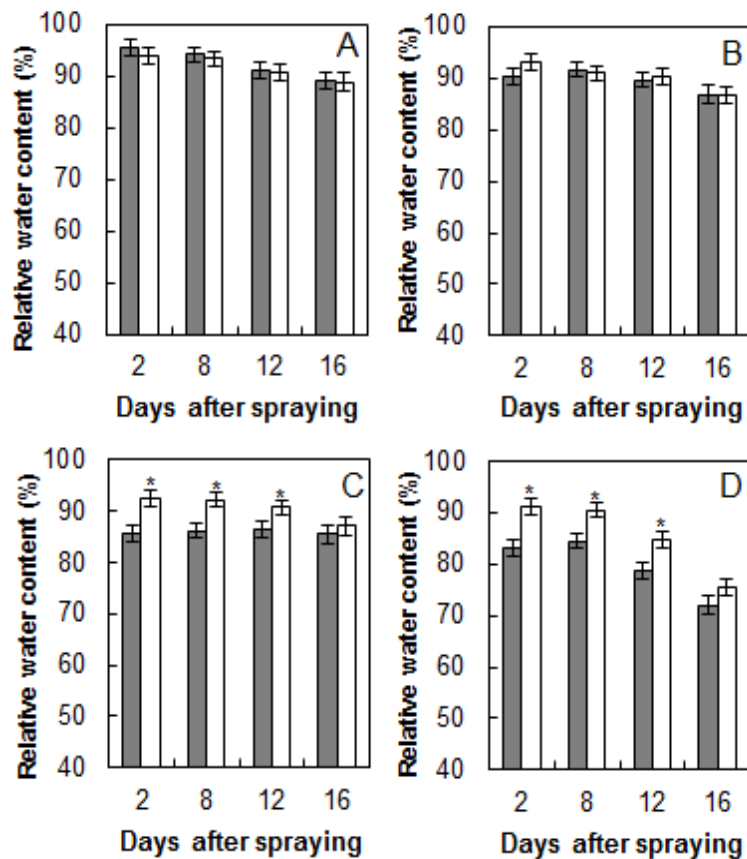 Relative water content (%)
100
90
80
70
60
50
40
A
2 8 12 16
Days after spraying
Relative water content (%)
100
90
80
70
60
50
40
B
2 8 12 16
Days after spraying
Relative water content (%)
100
90
80
70
60
50
40
* * *
C
2 8 12 16
Days after spraying
Relative water content (%)
100
90
80
70
60
50
40
* * *
D
2 8 12 16
Days after spraying